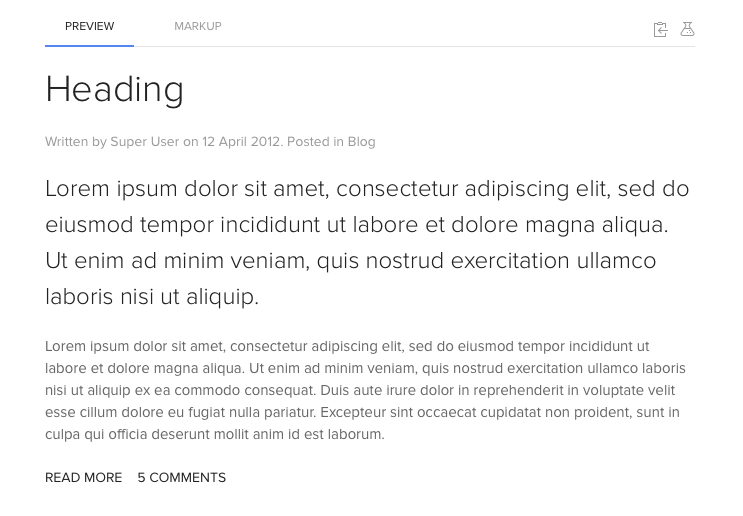 PREVIEW MARKUP
Heading
Written by Super User on 12 April 2012. Posted in Blog
Lorem ipsum dolor sit amet, consectetur adipiscing elit, sed do
eiusmod tempor incididunt ut labore et dolore magna aliqua.
Ut enim ad minim veniam, quis nostrud exercitation ullamco
laboris nisi ut aliquip.
Lorem ipsum dolor sit amet, consectetur adipiscing elit, sed do eiusmod tempor incididunt ut
labore et dolore magna aliqua. Ut enim ad minim veniam, quis nostrud exercitation ullamco laboris
nisi ut aliquip ex ea commodo consequat. Duis aute irure dolor in reprehenderit in voluptate velit
esse cillum dolore eu fugiat nulla pariatur. Excepteur sint occaecat cupidatat non proident, sunt in
culpa qui officia deserunt mollit anim id est laborum.
READ MORE 5 COMMENTS